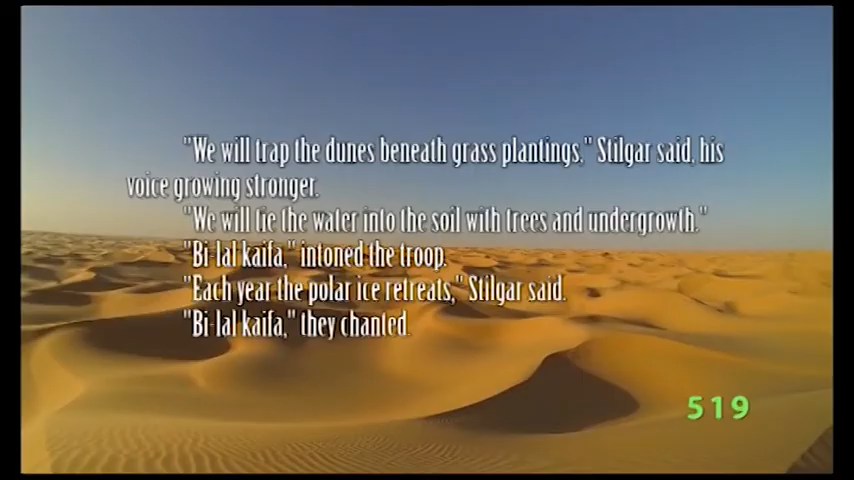 "We will trap the dunes beneath grass plantings," Stilgar said, his
voice growing stronger.
"We will tie the water into the soil with trees and undergrowth."
"Bi-lal kaifa," intoned the troop.
"Each year the polar ice retreats," Stilgar said.
"Bi-lal kaifa," they chanted.
519